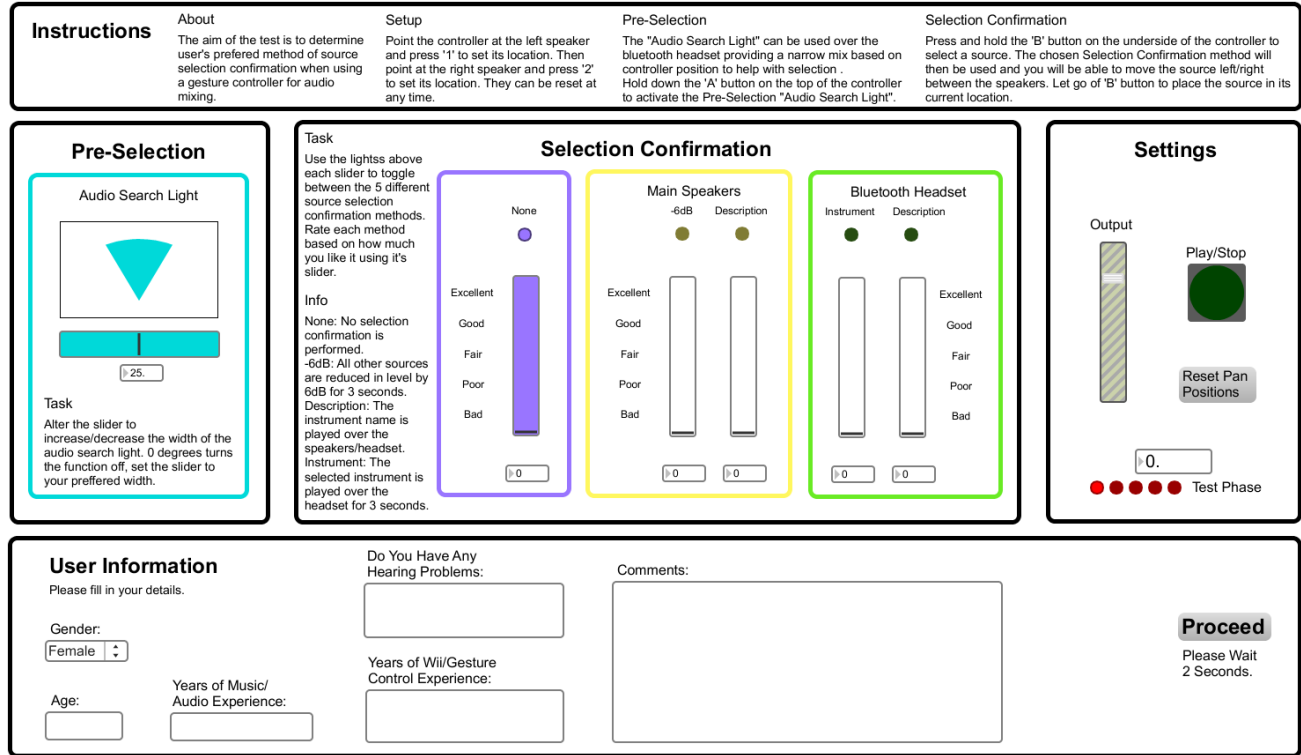 Instructions
About
The aim of the test is to determine
user's prefered method of source
selection confirmation when using
a gesture controller for audio
mixing.
Setup
Point the controller at the left speaker
and press '1' to set its location. Then
point at the right speaker and press '2'
to set its location. They can be reset at
any time.
Pre-Selection
The "Audio Search Light" can be used over the
bluetooth headset providing a narrow mix based on
controller position to help with selection .
Hold down the 'A' button on the top of the controller
to activate the Pre-Selection "Audio Search Light".
Selection Confirmation
Press and hold the 'B' button on the underside of the controller to
select a source. The chosen Selection Confirmation method will
then be used and you will be able to move the source left/right
between the speakers. Let go of 'B' button to place the source in its
current location.
Pre-Selection
Audio Search Light
25.
Task
Alter the slider to
increase/decrease the width of the
audio search light. 0 degrees turns
the function off, set the slider to
your preffered width.
Task
Use the lightss above
each slider to toggle
between the 5 different
source selection
confirmation methods.
Rate each method
based on how much
you like it using it's
slider.
Info
None: No selection
confirmation is
performed.
-6dB: All other sources
are reduced in level by
6dB for 3 seconds.
Description: The
instrument name is
played over the
speakers/headset.
Instrument: The
selected instrument is
played over the
headset for 3 seconds.
Selection Confirmation
None
Excellent
Good
Fair
Poor
Bad
0
Main Speakers
-6dB Description
Excellent
Good
Fair
Poor
Bad
0 0
Bluetooth Headset
Instrument Description
Excellent
Good
Fair
Poor
Bad
0 0
Settings
Output
Play/Stop
Reset Pan
Positions
0.
Test Phase
User Information
Please fill in your details.
Gender:
Female
Age:
Years of Music/
Audio Experience:
Do You Have Any
Hearing Problems:
Years of Wii/Gesture
Control Experience:
Comments:
Proceed
Please Wait
2 Seconds.